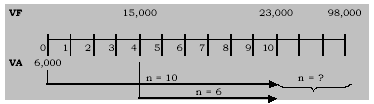 VF 15,000 23,000 98,000
0 1 2 3 4 5 6 7 8 9 10
VA 6,000
n = 10 n = ?
n = 6